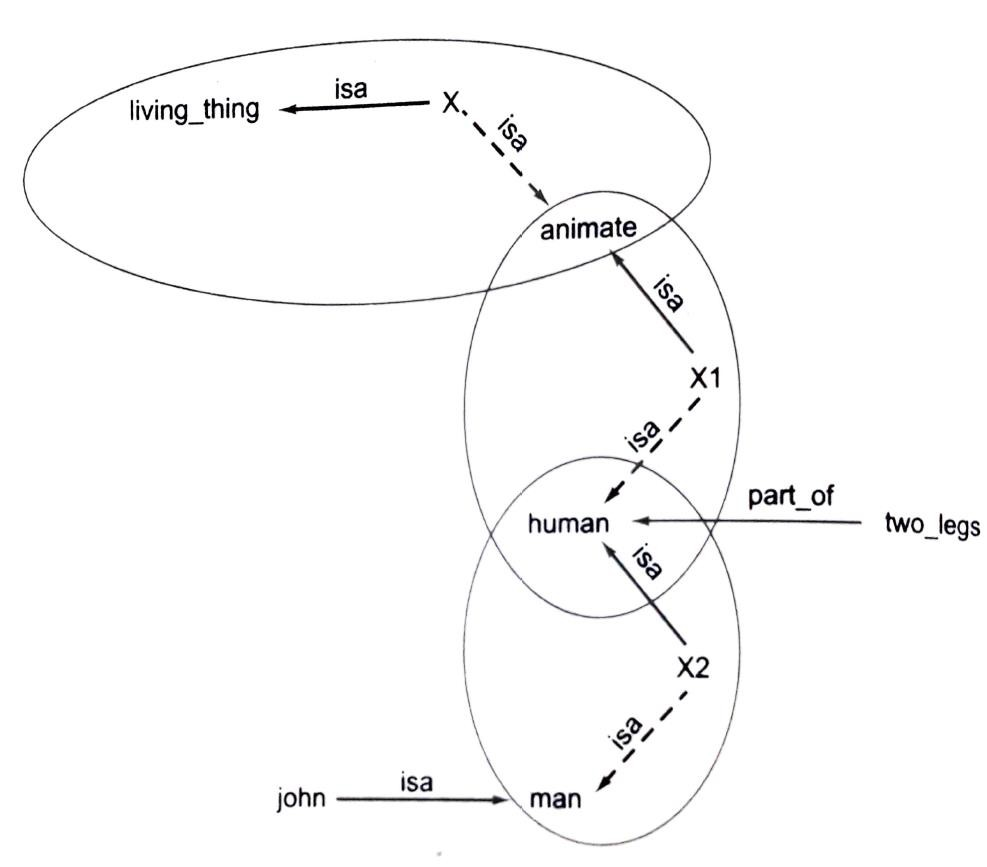 isa
living_thing
X
isa
animate
isa
X1
isa
part_of
human
two_legs
isa
X2
isa
isa
john
man